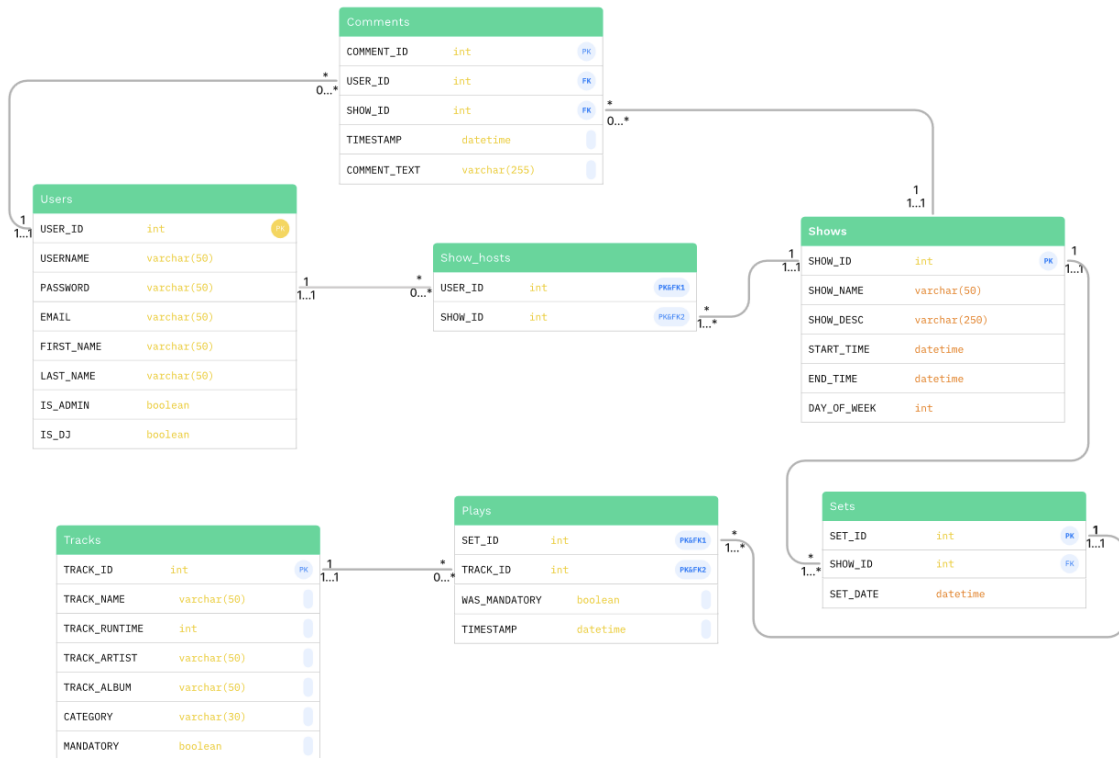 Comments
COMMENT_ID int PK
USER_ID int FK
SHOW_ID int FK
TIMESTAMP datetime
COMMENT_TEXT varchar(255)
*
0...*
*
0...*
1
1...1
Users
USER_ID int PK
USERNAME varchar(50)
PASSWORD varchar(50)
EMAIL varchar(50)
FIRST_NAME varchar(50)
LAST_NAME varchar(50)
IS_ADMIN boolean
IS_DJ boolean
1
1...1
1
1...1
*
0...*
Show_hosts
USER_ID int PK&FK1
SHOW_ID int PK&FK2
*
1...*
1
1...1
Shows
SHOW_ID int PK
SHOW_NAME varchar(50)
SHOW_DESC varchar(250)
START_TIME datetime
END_TIME datetime
DAY_OF_WEEK int
1
1...1
Tracks
TRACK_ID int PK
TRACK_NAME varchar(50)
TRACK_RUNTIME int
TRACK_ARTIST varchar(50)
TRACK_ALBUM varchar(50)
CATEGORY varchar(30)
MANDATORY boolean
1
1...1
*
0...*
Plays
SET_ID int PK&FK1
TRACK_ID int PK&FK2
WAS_MANDATORY boolean
TIMESTAMP datetime
*
1...*
*
1...*
Sets
SET_ID int PK
SHOW_ID int FK
SET_DATE datetime
1
1...1